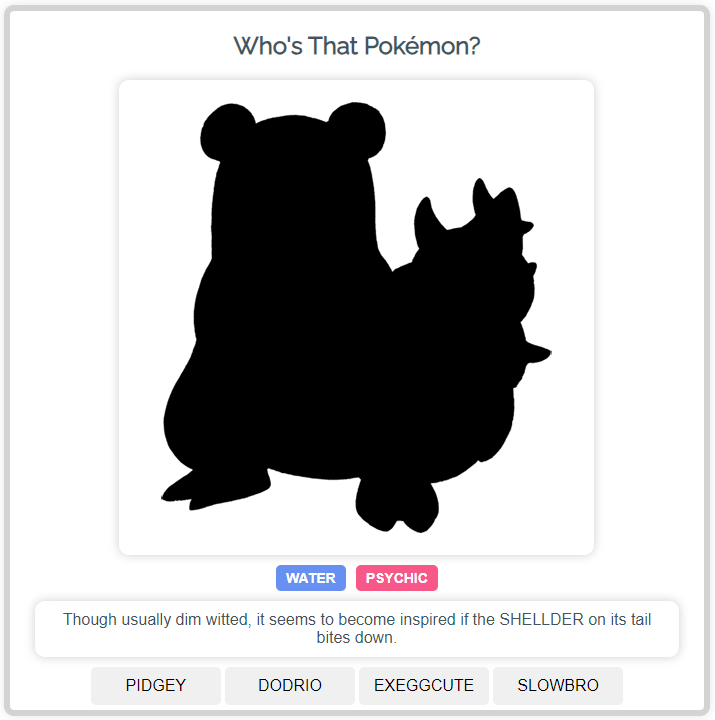 Who's That Pokémon?
WATER PSYCHIC
Though usually dim witted, it seems to become inspired if the SHELLDER on its tail
bites down.
PIDGEY DODRIO EXEGGCUTE SLOWBRO